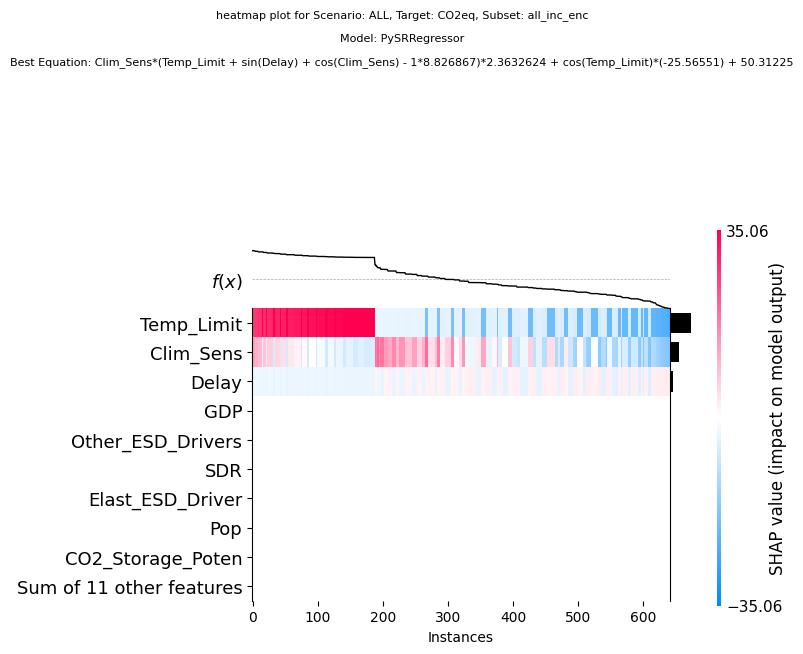 heatmap plot for Scenario: ALL, Target: CO2eq, Subset: all_inc_enc
Model: PySRRegressor
Best Equation: Clim_Sens*(Temp_Limit + sin(Delay) + cos(Clim_Sens) - 1*8.826867)*2.3632624 + cos(Temp_Limit)*(-25.56551) + 50.31225
35.06
f(x)
Temp_Limit
Clim_Sens
Delay
GDP
Other_ESD_Drivers
SDR
Elast_ESD_Driver
Pop
CO2_Storage_Poten
Sum of 11 other features
SHAP value (impact on model output)
−35.06
0 100 200 300 400 500 600
Instances